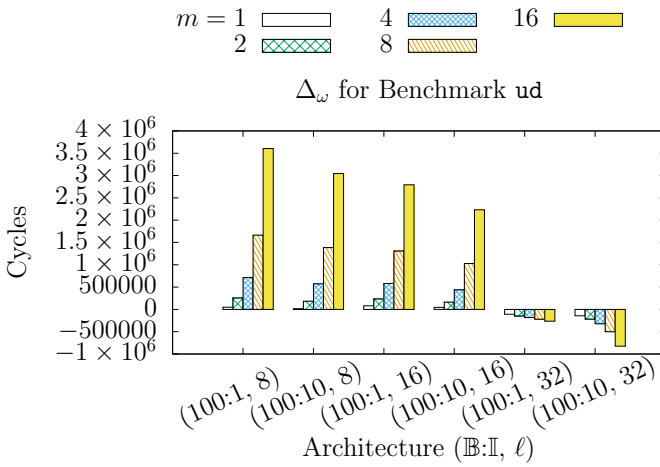 m = 1 4 16
2 8
Δω for Benchmark ud
4 × 10⁶
3.5 × 10⁶
3 × 10⁶
2.5 × 10⁶
2 × 10⁶
1.5 × 10⁶
1 × 10⁶
500000
0
−500000
−1 × 10⁶
Cycles
(100:1, 8)
(100:10, 8)
(100:1, 16)
(100:10, 16)
(100:1, 32)
(100:10, 32)
Architecture (𝔹:𝕀, ℓ)